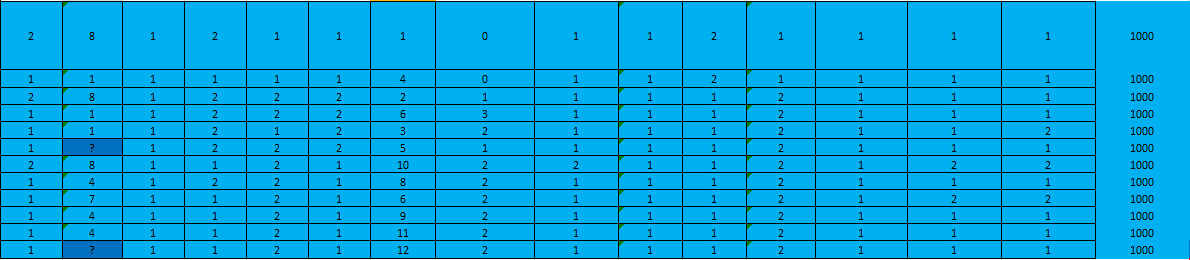 2 8 1 2 1 1 1 0 1 1 2 1 1 1 1 1000
1 1 1 1 1 1 4 0 1 1 2 1 1 1 1 1000
2 8 1 2 2 2 2 1 1 1 1 2 1 1 1 1000
1 1 1 2 2 2 6 3 1 1 1 2 1 1 1 1000
1 1 1 2 1 2 3 2 1 1 1 2 1 1 2 1000
1 ? 1 2 2 2 5 1 1 1 1 2 1 1 1 1000
2 8 1 1 2 1 10 2 2 1 1 2 1 2 2 1000
1 4 1 2 2 1 8 2 1 1 1 2 1 1 1 1000
1 7 1 1 2 1 6 2 1 1 1 2 1 2 2 1000
1 4 1 1 2 1 9 2 1 1 1 2 1 1 1 1000
1 4 1 1 2 1 11 2 1 1 1 2 1 1 1 1000
1 ? 1 1 2 1 12 2 1 1 1 2 1 1 1 1000